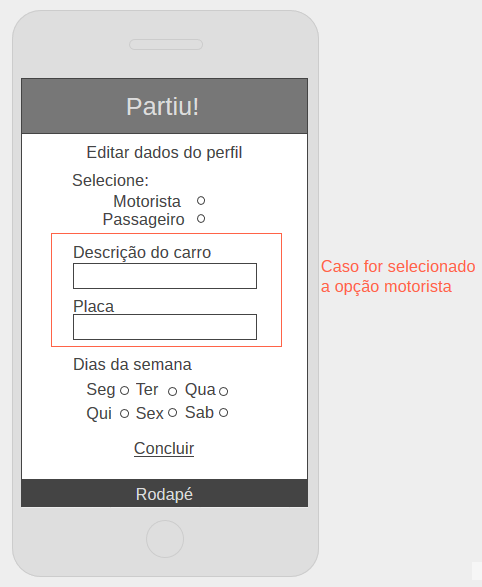 Partiu!
Editar dados do perfil
Selecione:
Motorista
Passageiro
Descrição do carro
Placa
Caso for selecionado
a opção motorista
Dias da semana
Seg Ter Qua
Qui Sex Sab
Concluir
Rodapé